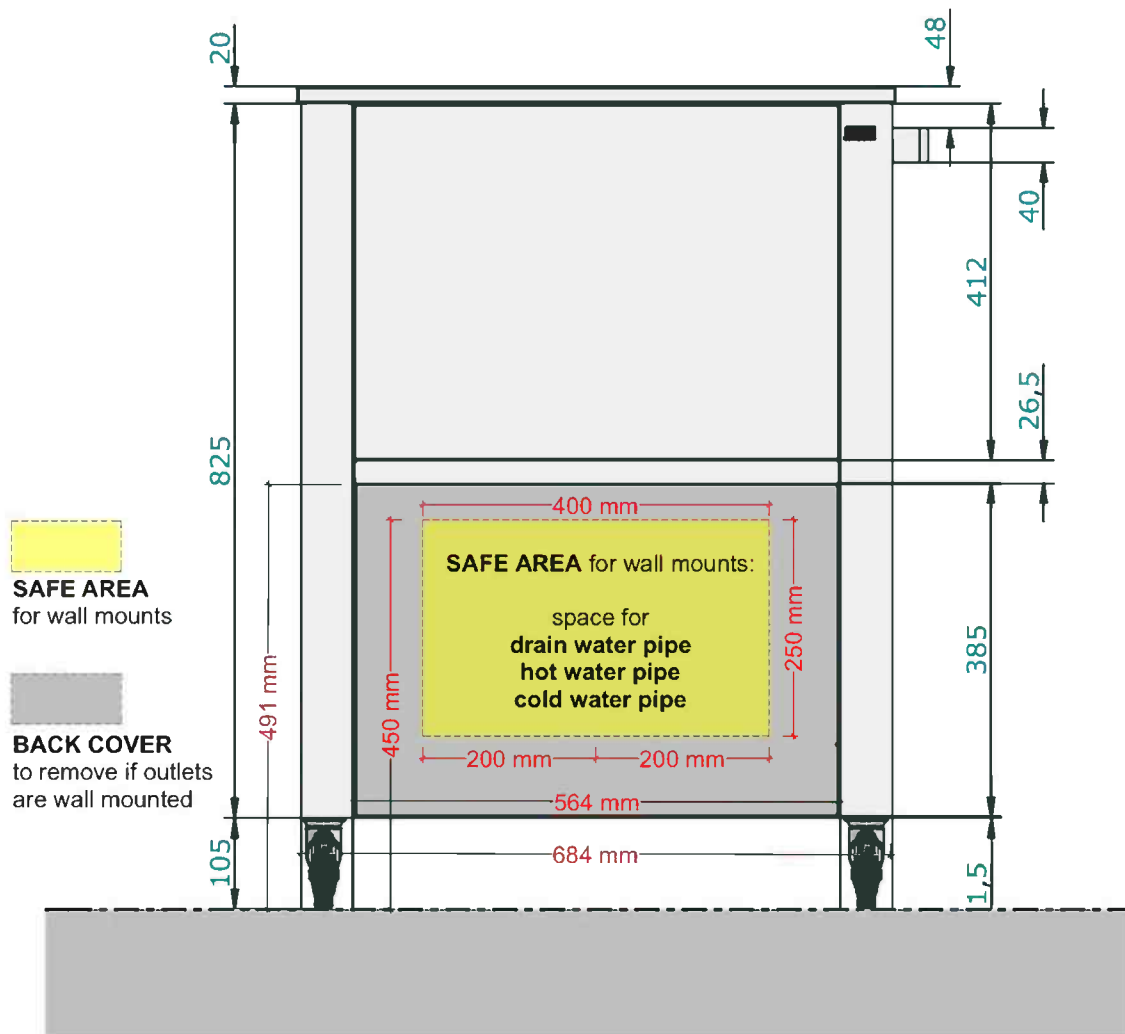 20
48
40
412
26,5
825
400 mm
SAFE AREA for wall mounts:
space for
drain water pipe
hot water pipe
cold water pipe
250 mm
385
SAFE AREA
for wall mounts
491 mm
450 mm
BACK COVER
to remove if outlets
are wall mounted
200 mm
200 mm
564 mm
684 mm
105
1,5